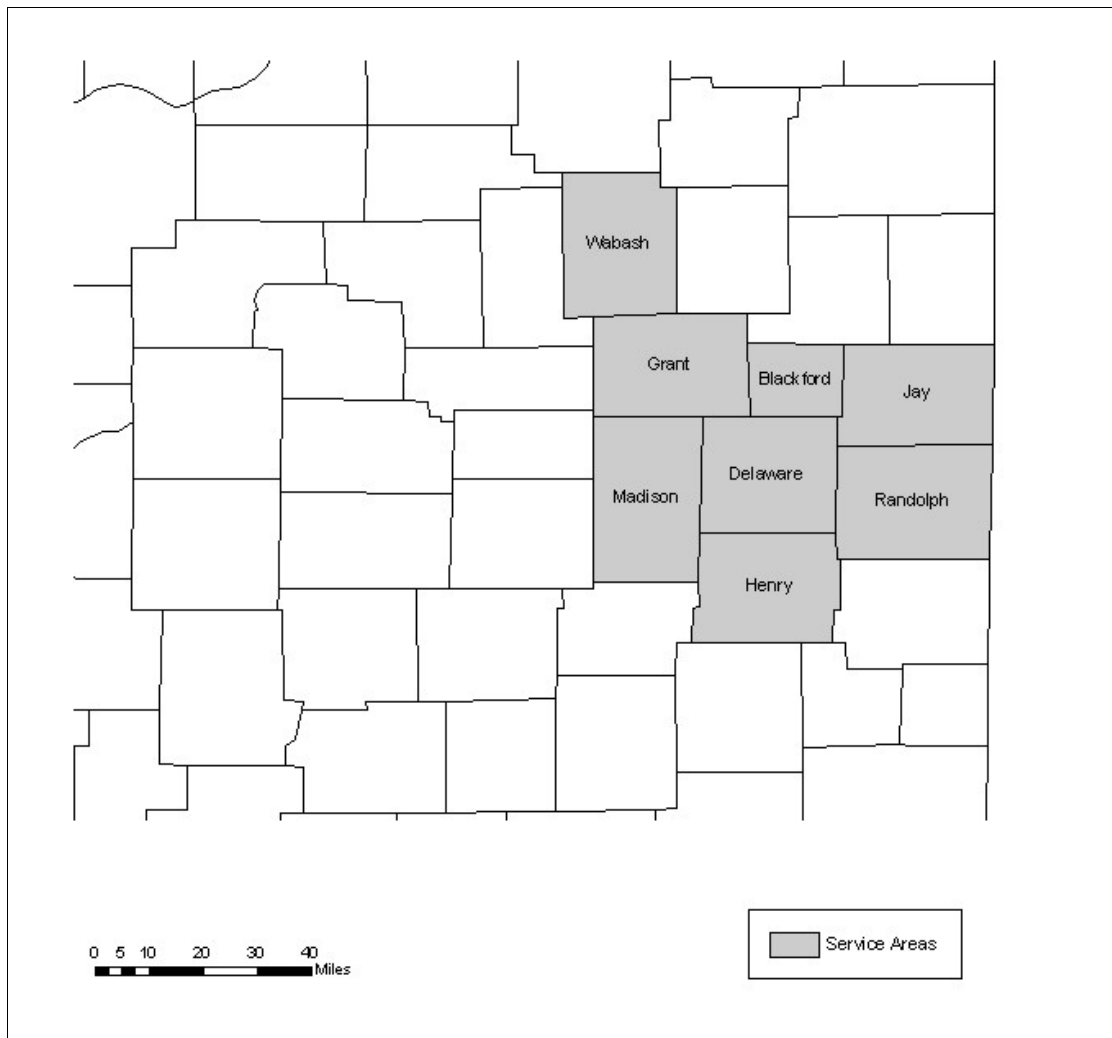 Wabash
Grant
Blackford
Jay
Delaware
Madison
Randolph
Henry
0 5 10 20 30 40
Miles
Service Areas